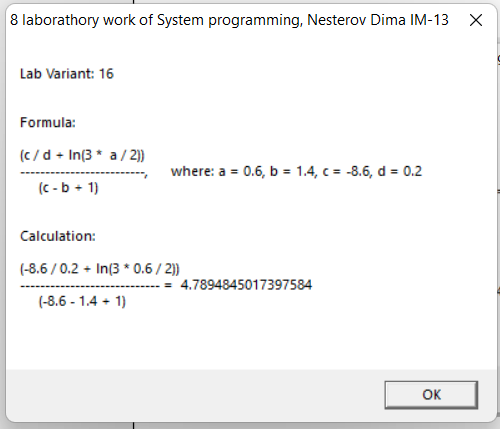 8 laborathory work of System programming, Nesterov Dima IM-13
Lab Variant: 16
Formula:
(c / d + ln(3 *  a / 2))
--------------------------, where: a = 0.6, b = 1.4, c = -8.6, d = 0.2
(c - b + 1)
Calculation:
(-8.6 / 0.2 + ln(3 * 0.6 / 2))
----------------------------- = 4.7894845017397584
(-8.6 - 1.4 + 1)
OK